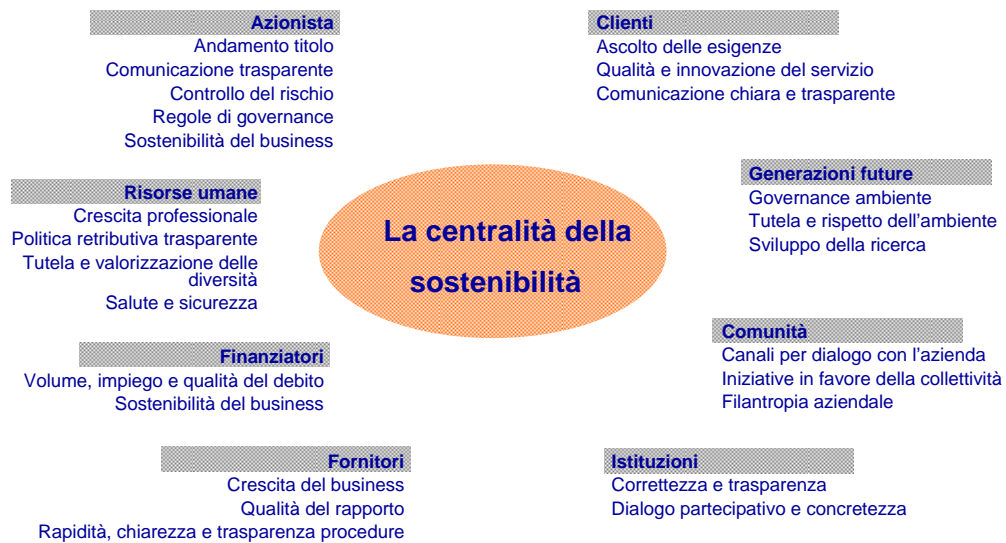 Azionista
Andamento titolo
Comunicazione trasparente
Controllo del rischio
Regole di governance
Sostenibilità del business
Clienti
Ascolto delle esigenze
Qualità e innovazione del servizio
Comunicazione chiara e trasparente
Risorse umane
Crescita professionale
Politica retributiva trasparente
Tutela e valorizzazione delle
diversità
Salute e sicurezza
La centralità della
sostenibilità
Generazioni future
Governance ambiente
Tutela e rispetto dell'ambiente
Sviluppo della ricerca
Finanziatori
Volume, impiego e qualità del debito
Sostenibilità del business
Comunità
Canali per dialogo con l'azienda
Iniziative in favore della collettività
Filantropia aziendale
Fornitori
Crescita del business
Qualità del rapporto
Rapidità, chiarezza e trasparenza procedure
Istituzioni
Correttezza e trasparenza
Dialogo partecipativo e concretezza